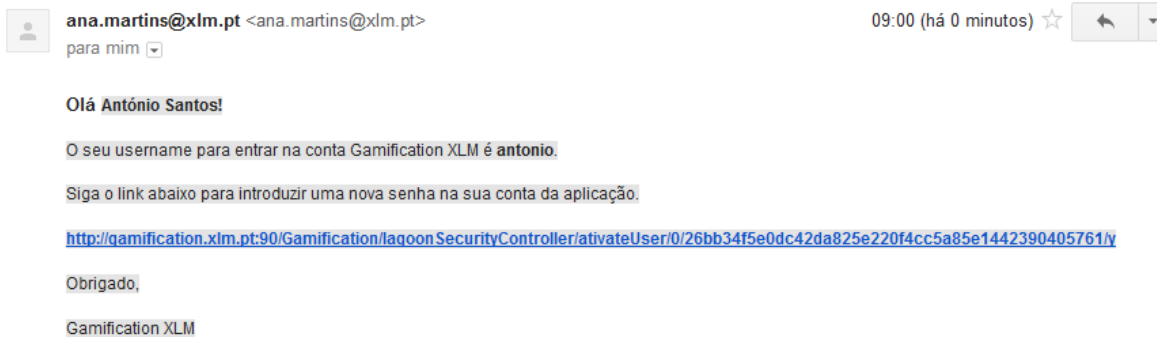 ana.martins@xlm.pt <ana.martins@xlm.pt> 09:00 (há 0 minutos)
para mim
Olá António Santos!
O seu username para entrar na conta Gamification XLM é antonio.
Siga o link abaixo para introduzir uma nova senha na sua conta da aplicação.
http://gamification.xlm.pt:90/Gamification/lagoonSecurityController/ativateUser/0/26bb34f5e0dc42da825e220f4cc5a85e1442390405761/y
Obrigado,
Gamification XLM